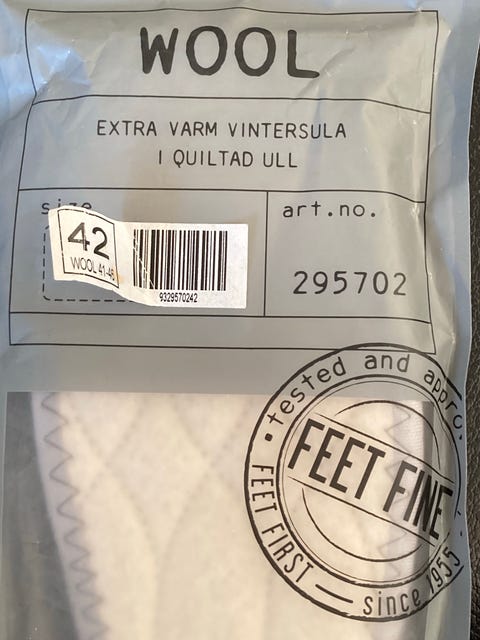 WOOL
EXTRA VARM VINTERSULA
I QUILTAD ULL
size
42
WOOL 41-46
9329570242
art.no.
295702
tested and appro.
FEET FINE
FEET FIRST — since 1955